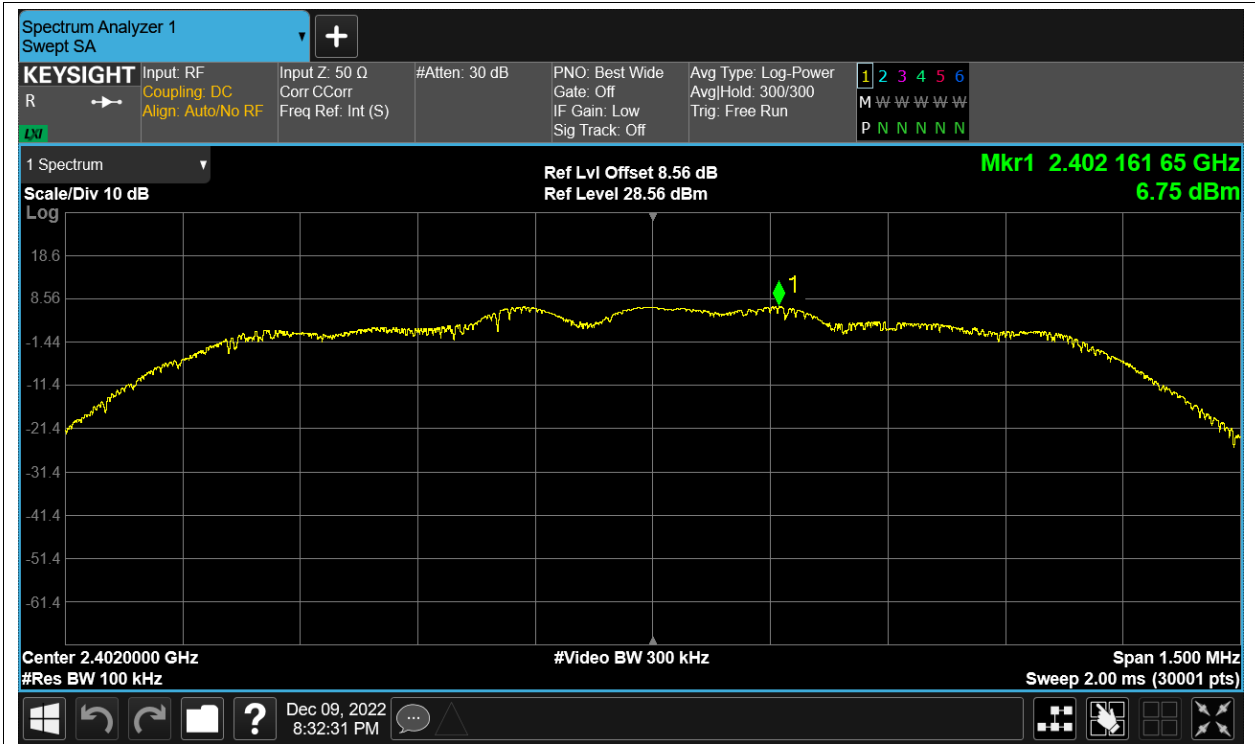 Spectrum Analyzer 1
Swept SA
KEYSIGHT
R
LXI
Input: RF
Coupling: DC
Align: Auto/No RF
Input Z: 50 Ω
Corr CCorr
Freq Ref: Int (S)
#Atten: 30 dB
PNO: Best Wide
Gate: Off
IF Gain: Low
Sig Track: Off
Avg Type: Log-Power
Avg|Hold: 300/300
Trig: Free Run
1 2 3 4 5 6
M W W W W W
P N N N N N
1 Spectrum
Scale/Div 10 dB
Log
Ref Lvl Offset 8.56 dB
Ref Level 28.56 dBm
Mkr1 2.402 161 65 GHz
6.75 dBm
18.6
8.56
-1.44
-11.4
-21.4
-31.4
-41.4
-51.4
-61.4
1
Center 2.4020000 GHz
#Res BW 100 kHz
#Video BW 300 kHz
Span 1.500 MHz
Sweep 2.00 ms (30001 pts)
?
Dec 09, 2022
8:32:31 PM